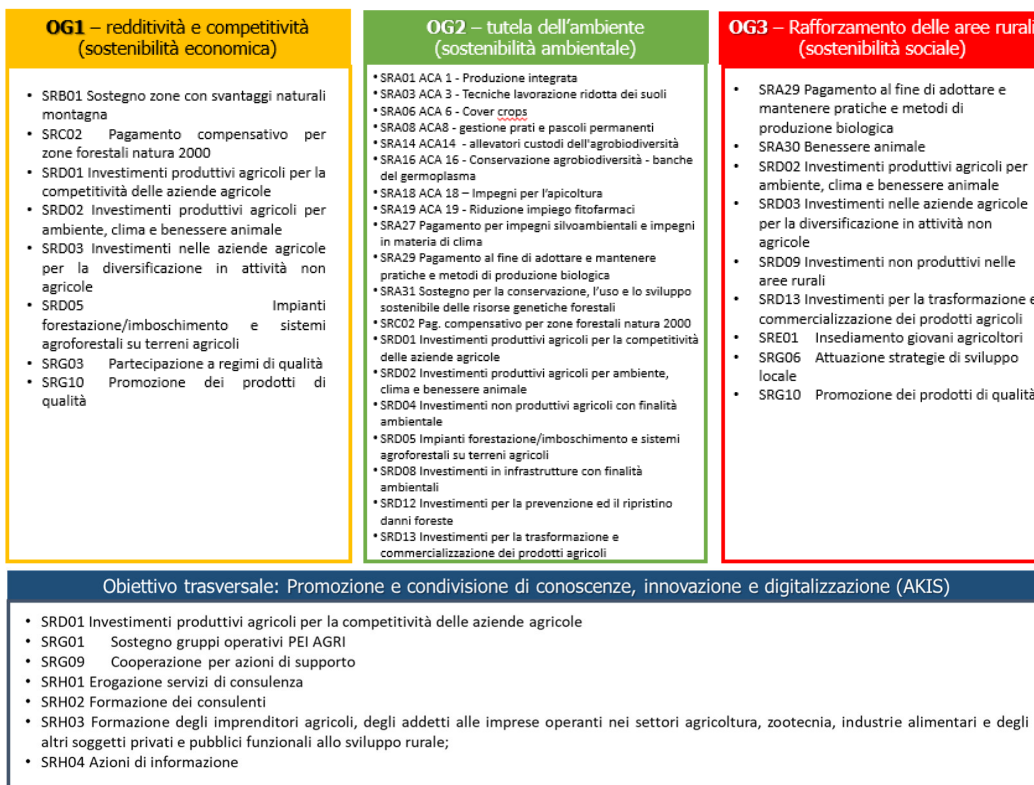 OG1 – redditività e competitività
(sostenibilità economica)
• SRB01 Sostegno zone con svantaggi naturali
montagna
• SRC02 Pagamento compensativo per
zone forestali natura 2000
• SRD01 Investimenti produttivi agricoli per la
competitività delle aziende agricole
• SRD02 Investimenti produttivi agricoli per
ambiente, clima e benessere animale
• SRD03 Investimenti nelle aziende agricole
per la diversificazione in attività non
agricole
• SRD05 Impianti
forestazione/imboschimento e sistemi
agroforestali su terreni agricoli
• SRG03 Partecipazione a regimi di qualità
• SRG10 Promozione dei prodotti di
qualità
OG2 – tutela dell'ambiente
(sostenibilità ambientale)
• SRA01 ACA 1 - Produzione integrata
• SRA03 ACA 3 - Tecniche lavorazione ridotta dei suoli
• SRA06 ACA 6 - Cover crops
• SRA08 ACA8 - gestione prati e pascoli permanenti
• SRA14 ACA14 - allevatori custodi dell'agrobiodiversità
• SRA16 ACA 16 - Conservazione agrobiodiversità - banche
del germoplasma
• SRA18 ACA 18 – Impegni per l'apicoltura
• SRA19 ACA 19 - Riduzione impiego fitofarmaci
• SRA27 Pagamento per impegni silvoambientali e impegni
in materia di clima
• SRA29 Pagamento al fine di adottare e mantenere
pratiche e metodi di produzione biologica
• SRA31 Sostegno per la conservazione, l'uso e lo sviluppo
sostenibile delle risorse genetiche forestali
• SRC02 Pag. compensativo per zone forestali natura 2000
• SRD01 Investimenti produttivi agricoli per la competitività
delle aziende agricole
• SRD02 Investimenti produttivi agricoli per ambiente,
clima e benessere animale
• SRD04 Investimenti non produttivi agricoli con finalità
ambientale
• SRD05 Impianti forestazione/imboschimento e sistemi
agroforestali su terreni agricoli
• SRD08 Investimenti in infrastrutture con finalità
ambientali
• SRD12 Investimenti per la prevenzione ed il ripristino
danni foreste
• SRD13 Investimenti per la trasformazione e
commercializzazione dei prodotti agricoli
OG3 – Rafforzamento delle aree rurali
(sostenibilità sociale)
• SRA29 Pagamento al fine di adottare e
mantenere pratiche e metodi di
produzione biologica
• SRA30 Benessere animale
• SRD02 Investimenti produttivi agricoli per
ambiente, clima e benessere animale
• SRD03 Investimenti nelle aziende agricole
per la diversificazione in attività non
agricole
• SRD09 Investimenti non produttivi nelle
aree rurali
• SRD13 Investimenti per la trasformazione e
commercializzazione dei prodotti agricoli
• SRE01 Insediamento giovani agricoltori
• SRG06 Attuazione strategie di sviluppo
locale
• SRG10 Promozione dei prodotti di qualità
Obiettivo trasversale: Promozione e condivisione di conoscenze, innovazione e digitalizzazione (AKIS)
• SRD01 Investimenti produttivi agricoli per la competitività delle aziende agricole
• SRG01 Sostegno gruppi operativi PEI AGRI
• SRG09 Cooperazione per azioni di supporto
• SRH01 Erogazione servizi di consulenza
• SRH02 Formazione dei consulenti
• SRH03 Formazione degli imprenditori agricoli, degli addetti alle imprese operanti nei settori agricoltura, zootecnia, industrie alimentari e degli
altri soggetti privati e pubblici funzionali allo sviluppo rurale;
• SRH04 Azioni di informazione